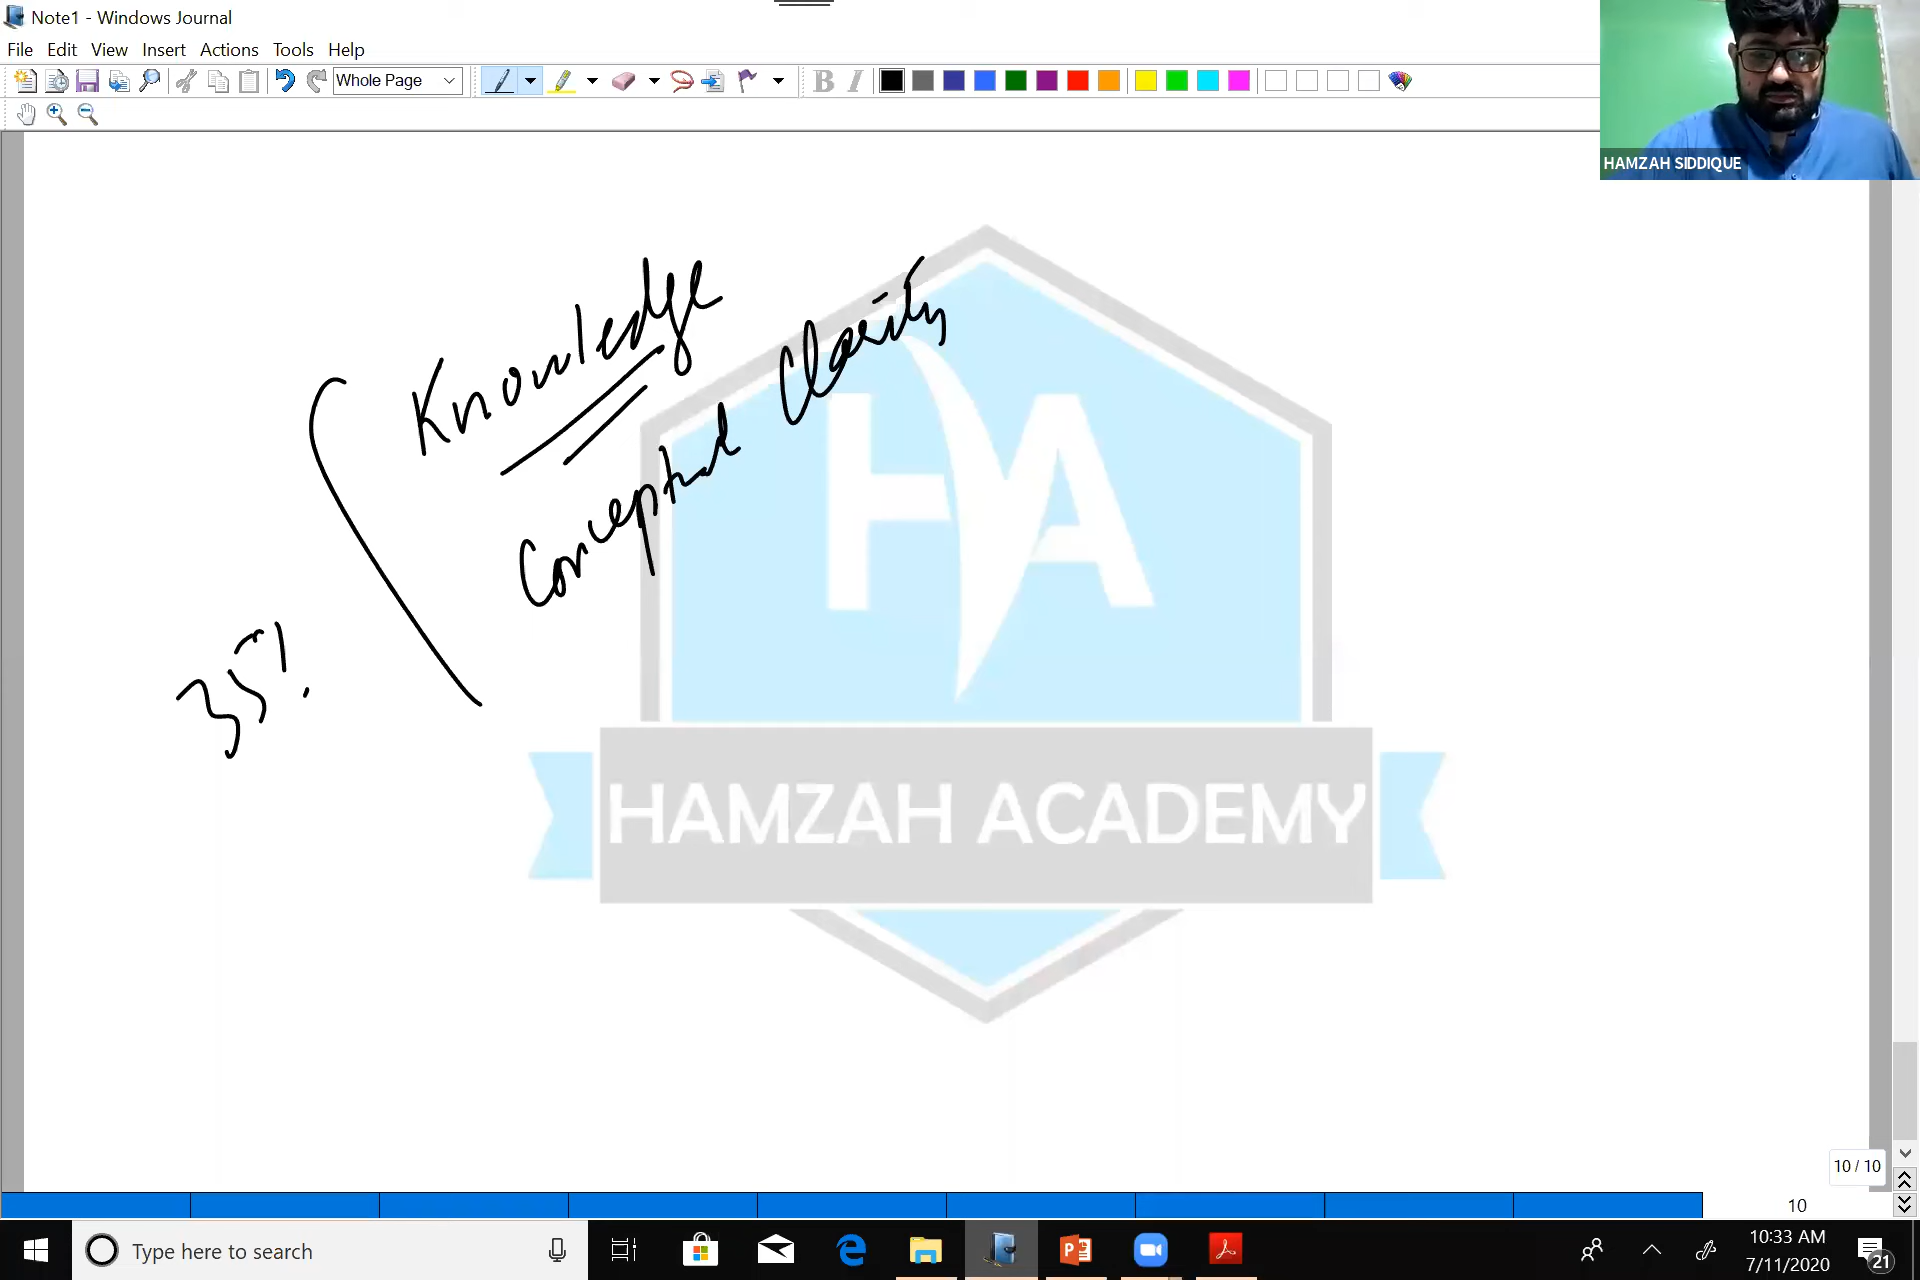 Note1 - Windows Journal
File Edit View Insert Actions Tools Help
Whole Page
B I
HAMZAH SIDDIQUE
Knowledge
Conceptual Clarity
35%
HA
HAMZAH ACADEMY
10 / 10
10
Type here to search
10:33 AM
7/11/2020
21